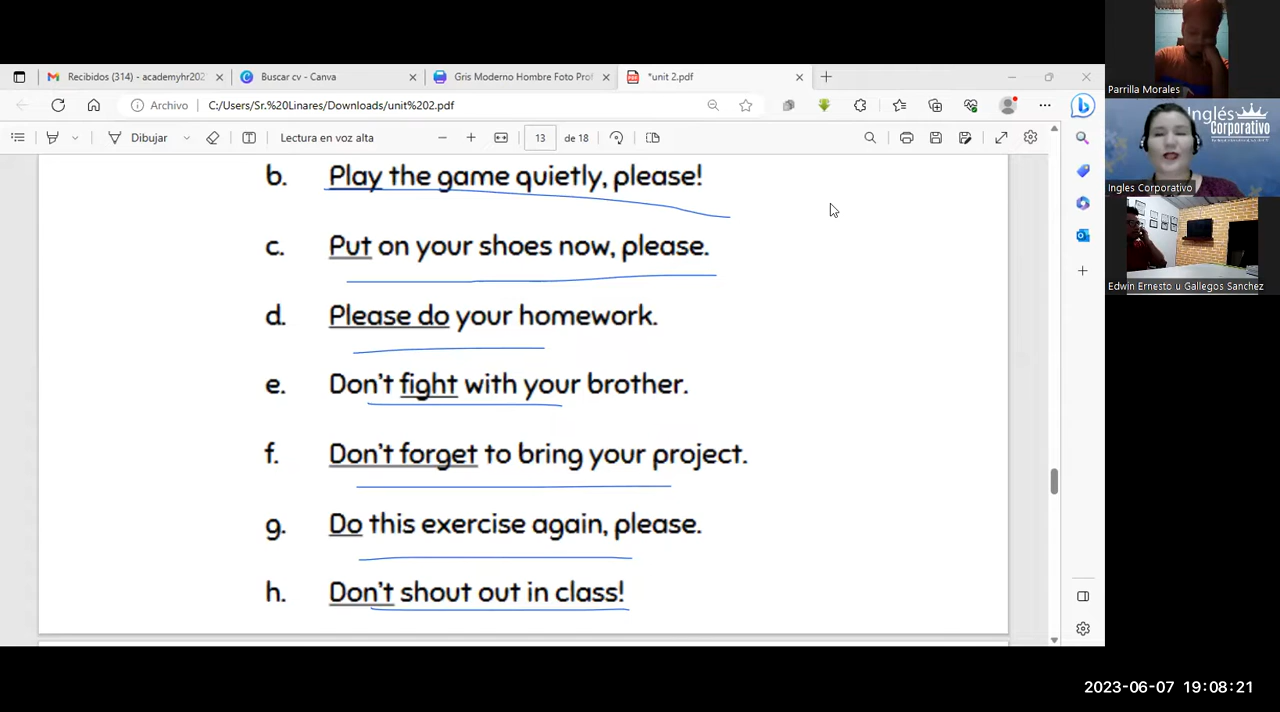 Parrilla Morales
Recibidos (314) - academyhr202
Buscar cv - Canva
Gris Moderno Hombre Foto Prof
*unit 2.pdf
Archivo
C:/Users/Sr.%20Linares/Downloads/unit%202.pdf
Inglés
Corporativo
Dibujar
Lectura en voz alta
13
de 18
b. Play the game quietly, please!
Ingles Corporativo
c. Put on your shoes now, please.
Edwin Ernesto u Gallegos Sanchez
d. Please do your homework.
e. Don't fight with your brother.
f. Don't forget to bring your project.
g. Do this exercise again, please.
h. Don't shout out in class!
2023-06-07 19:08:21